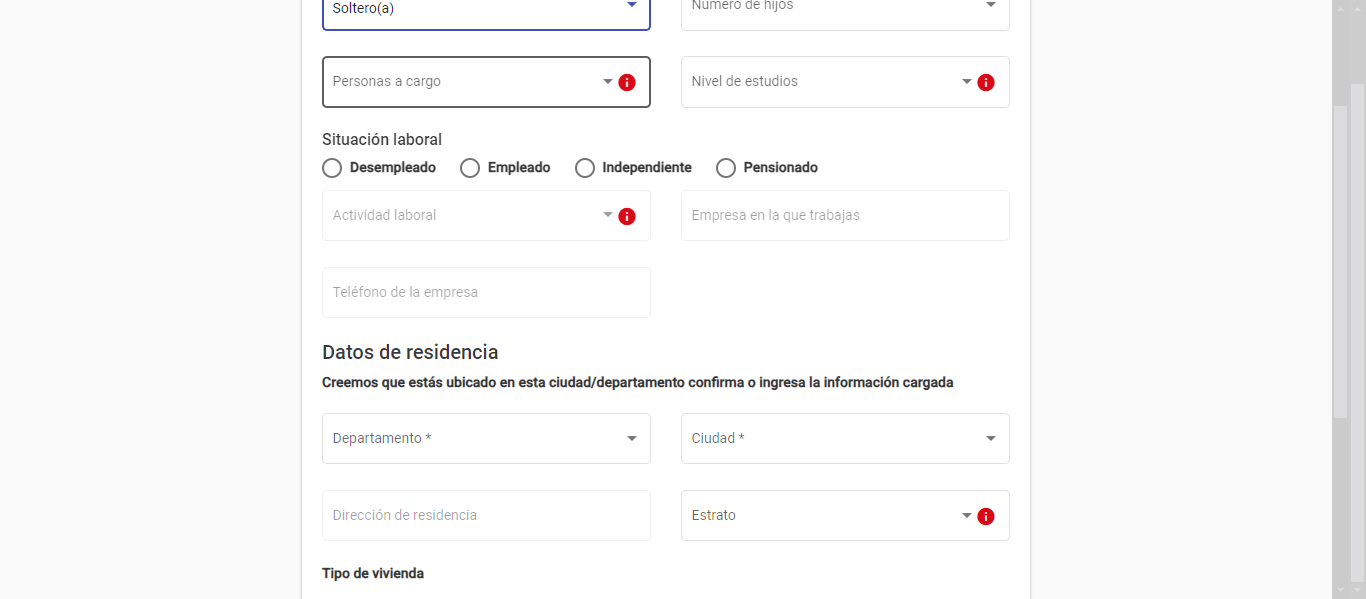 Soltero(a)
Número de hijos
Personas a cargo
Nivel de estudios
Situación laboral
Desempleado Empleado Independiente Pensionado
Actividad laboral
Empresa en la que trabajas
Teléfono de la empresa
Datos de residencia
Creemos que estás ubicado en esta ciudad/departamento confirma o ingresa la información cargada
Departamento *
Ciudad *
Dirección de residencia
Estrato
Tipo de vivienda